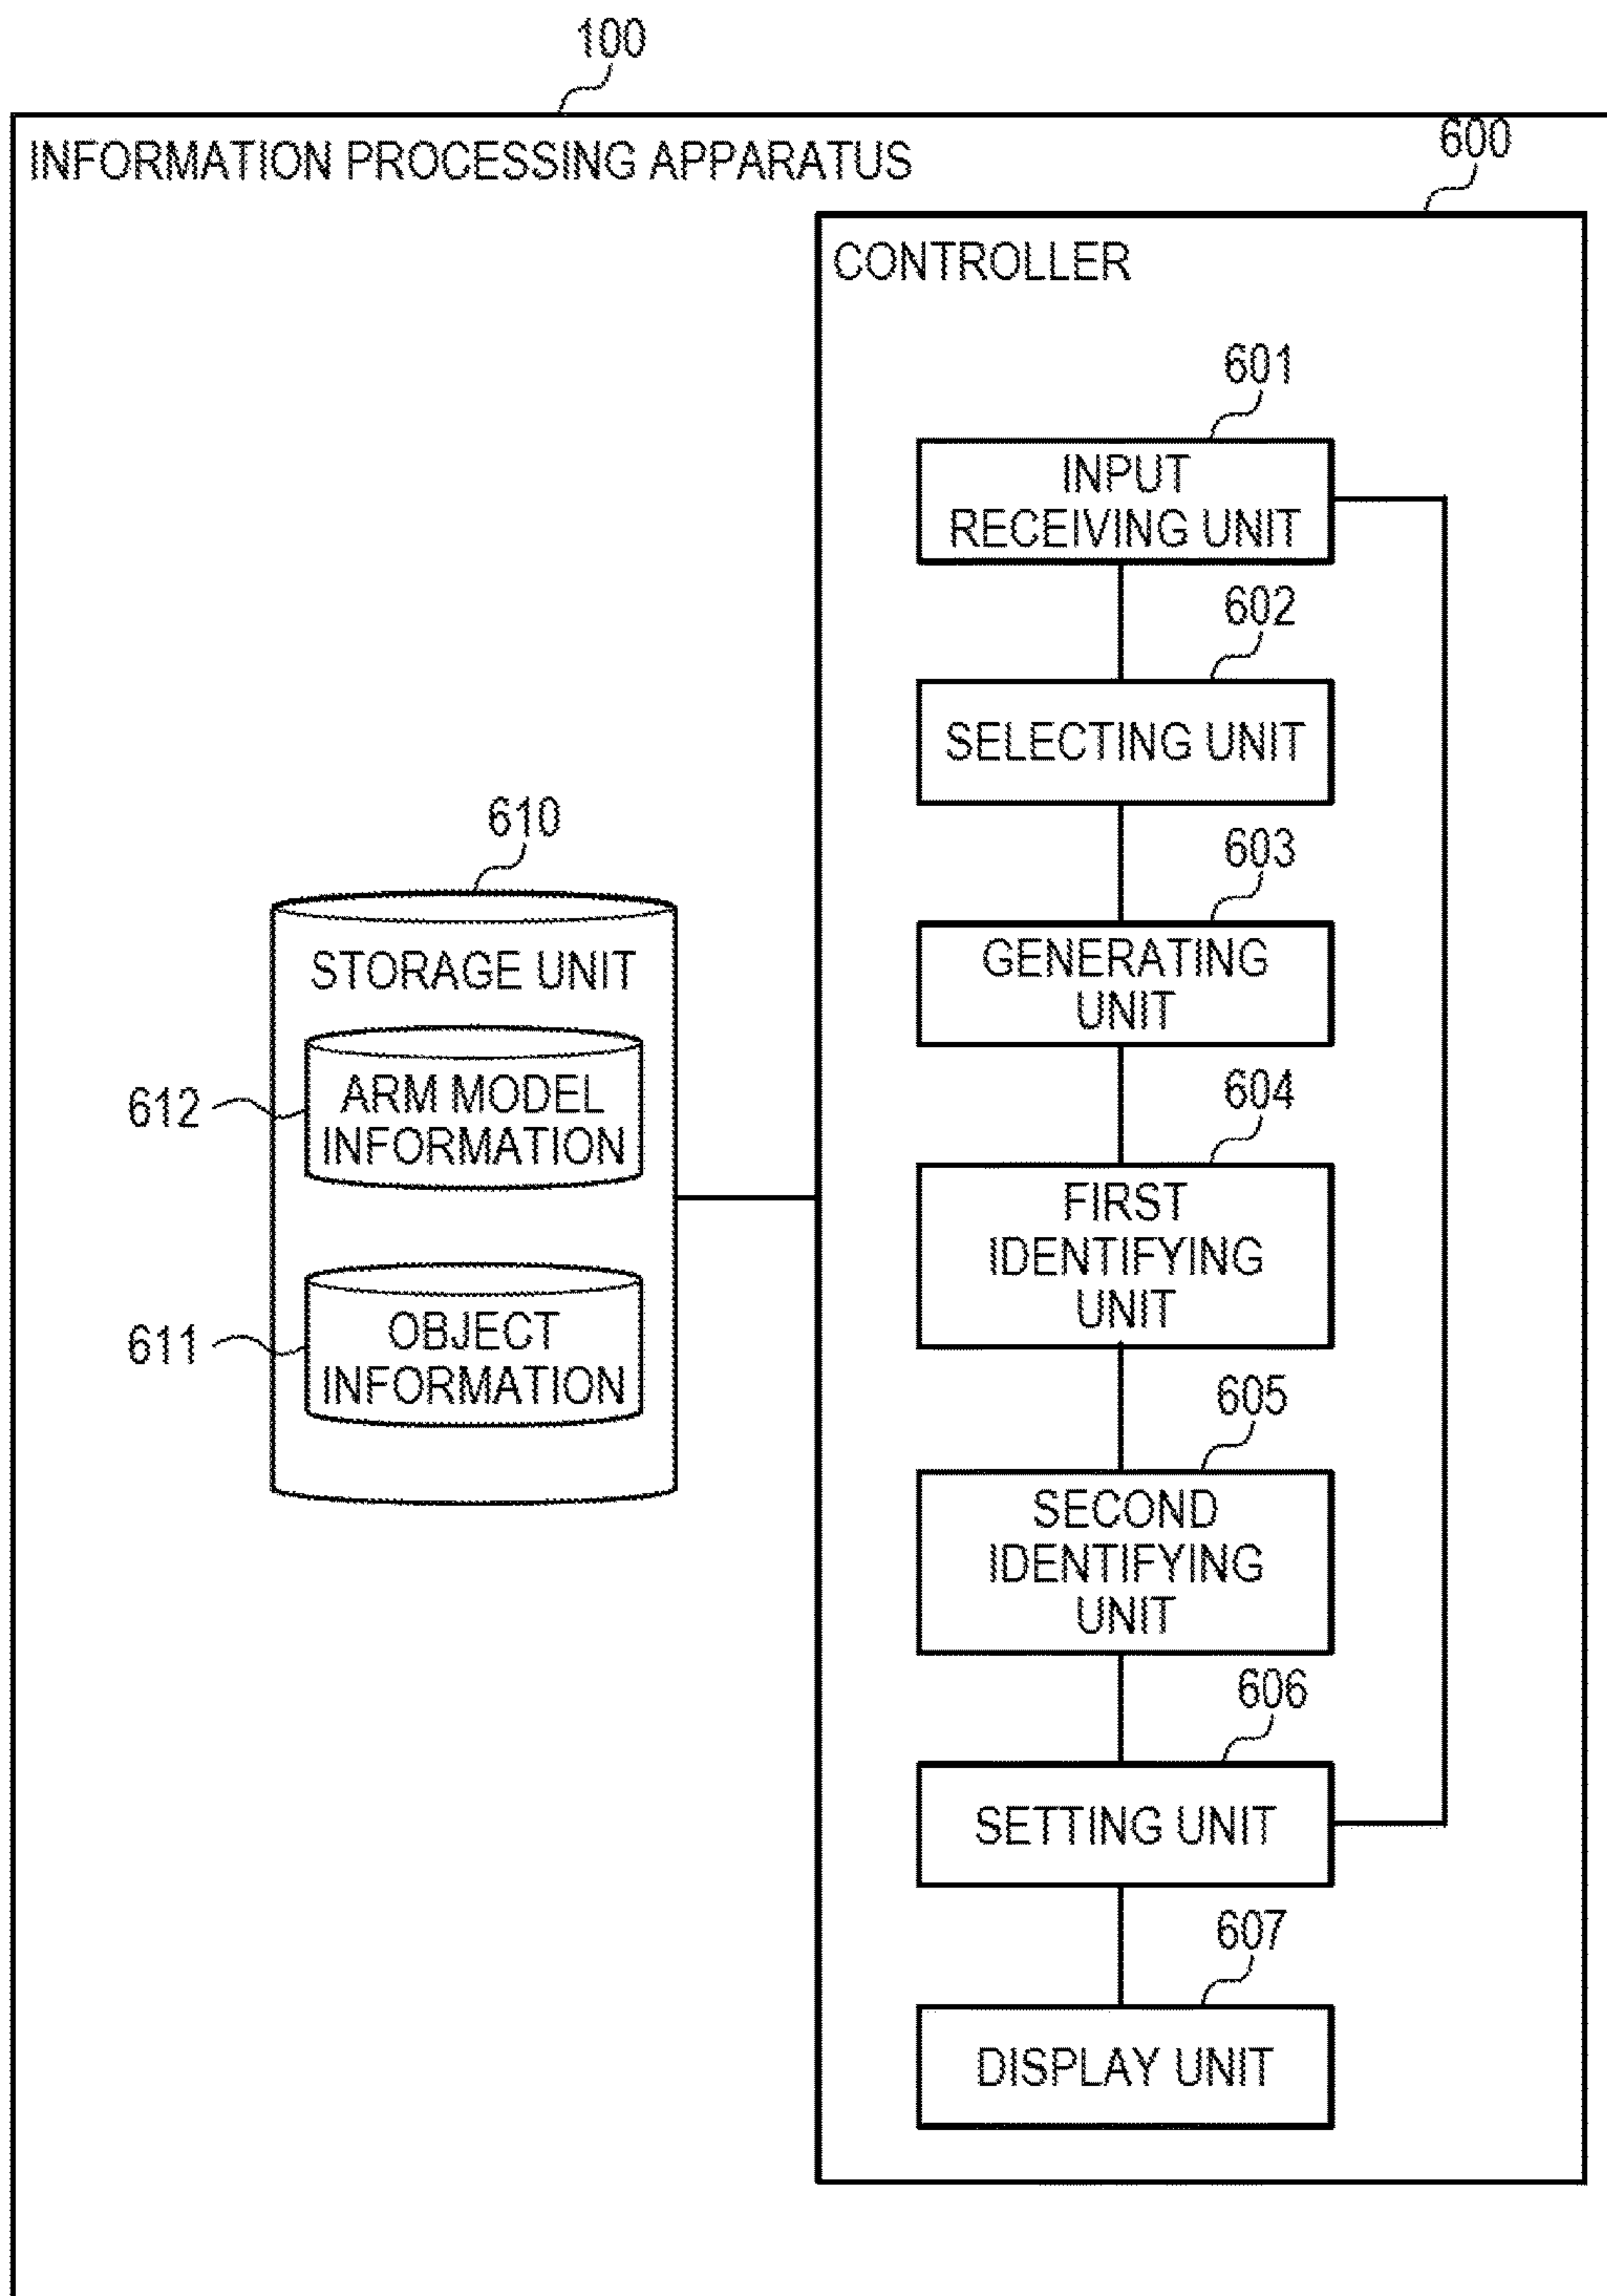 100
INFORMATION PROCESSING APPARATUS
600
CONTROLLER
601
INPUT
RECEIVING UNIT
602
SELECTING UNIT
603
GENERATING
UNIT
604
FIRST
IDENTIFYING
UNIT
605
SECOND
IDENTIFYING
UNIT
606
SETTING UNIT
607
DISPLAY UNIT
610
STORAGE UNIT
612
ARM MODEL
INFORMATION
611
OBJECT
INFORMATION